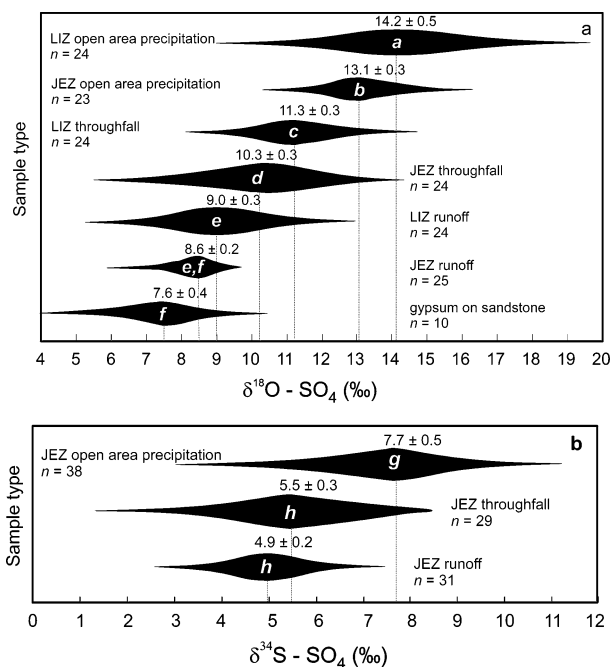 a
14.2 ± 0.5
LIZ open area precipitation
n = 24
a
13.1 ± 0.3
JEZ open area precipitation
n = 23
b
11.3 ± 0.3
LIZ throughfall
n = 24
c
10.3 ± 0.3
d
JEZ throughfall
n = 24
9.0 ± 0.3
e
LIZ runoff
n = 24
8.6 ± 0.2
e,f
JEZ runoff
n = 25
7.6 ± 0.4
f
gypsum on sandstone
n = 10
Sample type
4 5 6 7 8 9 10 11 12 13 14 15 16 17 18 19 20
δ¹⁸O - SO₄ (‰)
b
7.7 ± 0.5
JEZ open area precipitation
n = 38
g
5.5 ± 0.3
h
JEZ throughfall
n = 29
4.9 ± 0.2
h
JEZ runoff
n = 31
Sample type
0 1 2 3 4 5 6 7 8 9 10 11 12
δ³⁴S - SO₄ (‰)